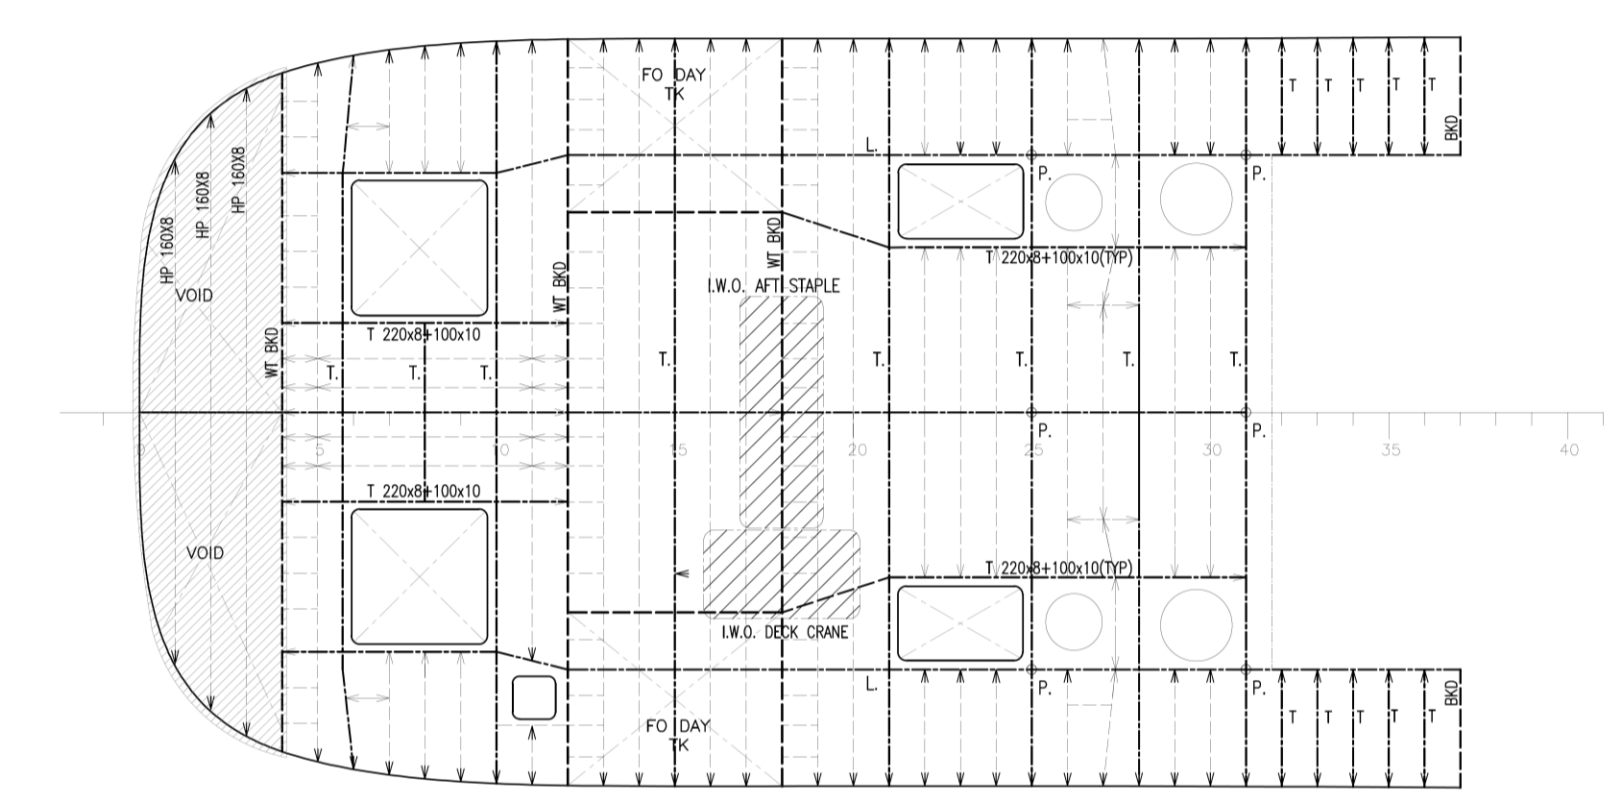 FO DAY
TK
T T T T T
BKD
L.
HP 160X8
HP 160X8
HP 160X8
P. P.
WT BKD
T 220x8+100x10(TYP)
WT BKD
I.W.O. AFT STAPLE
VOID
T 220x8+100x10
WT BKD
T. T. T. T. T. T. T. T.
P. P.
0 5 10 15 20 25 30 35 40
T 220x8+100x10
VOID
T 220x8+100x10(TYP)
I.W.O. DECK CRANE
L. P. P.
BKD
T T T T T
FO DAY
TK